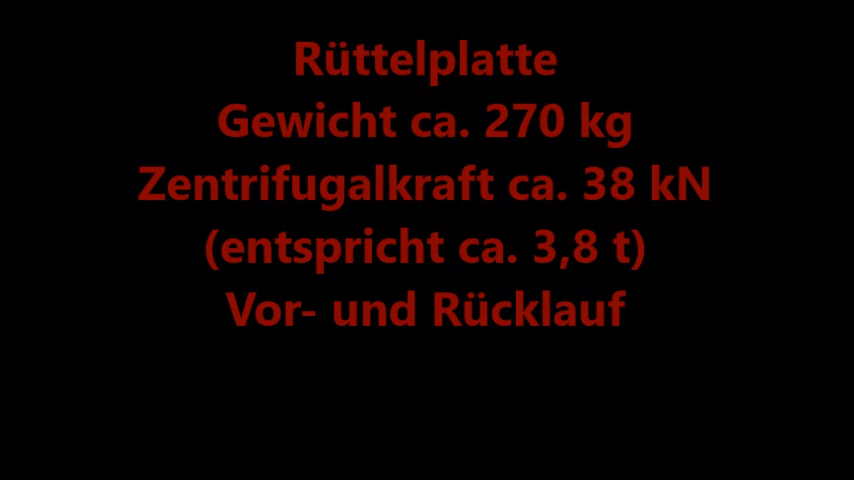 Rüttelplatte
Gewicht ca. 270 kg
Zentrifugalkraft ca. 38 kN
(entspricht ca. 3,8 t)
Vor- und Rücklauf